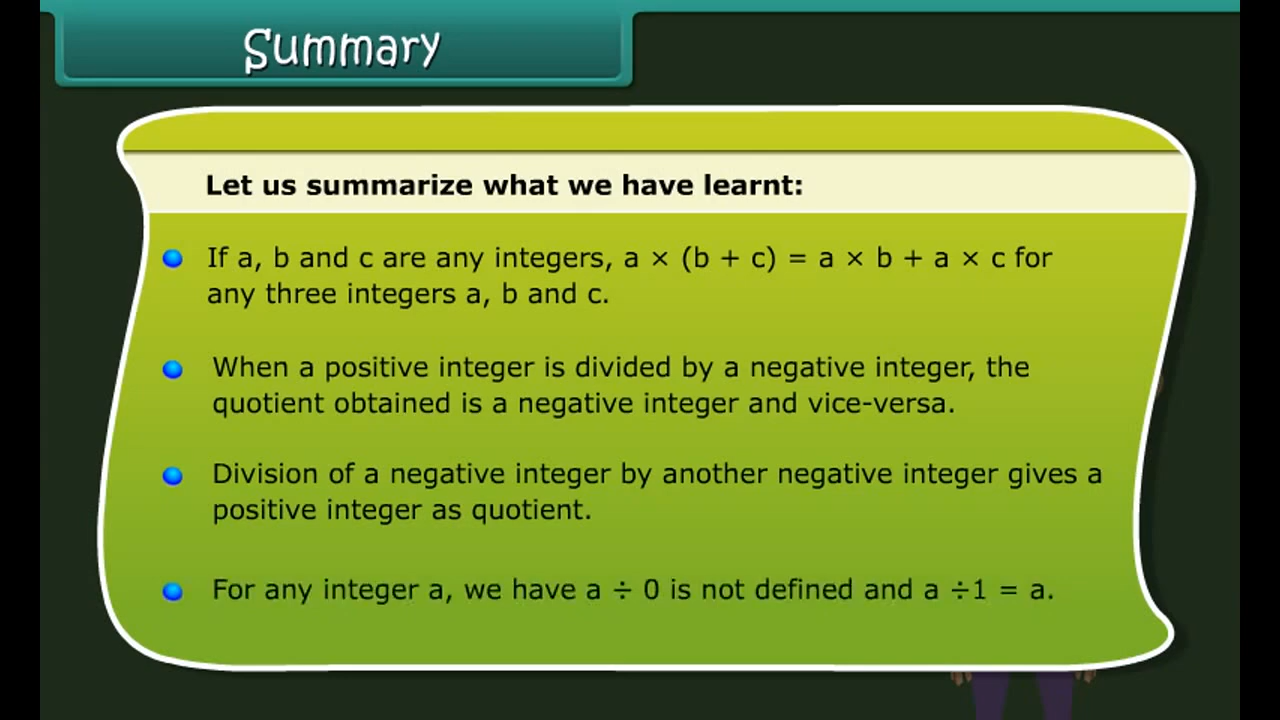 Summary
Let us summarize what we have learnt:
If a, b and c are any integers, a × (b + c) = a × b + a × c for
any three integers a, b and c.
When a positive integer is divided by a negative integer, the
quotient obtained is a negative integer and vice-versa.
Division of a negative integer by another negative integer gives a
positive integer as quotient.
For any integer a, we have a ÷ 0 is not defined and a ÷1 = a.